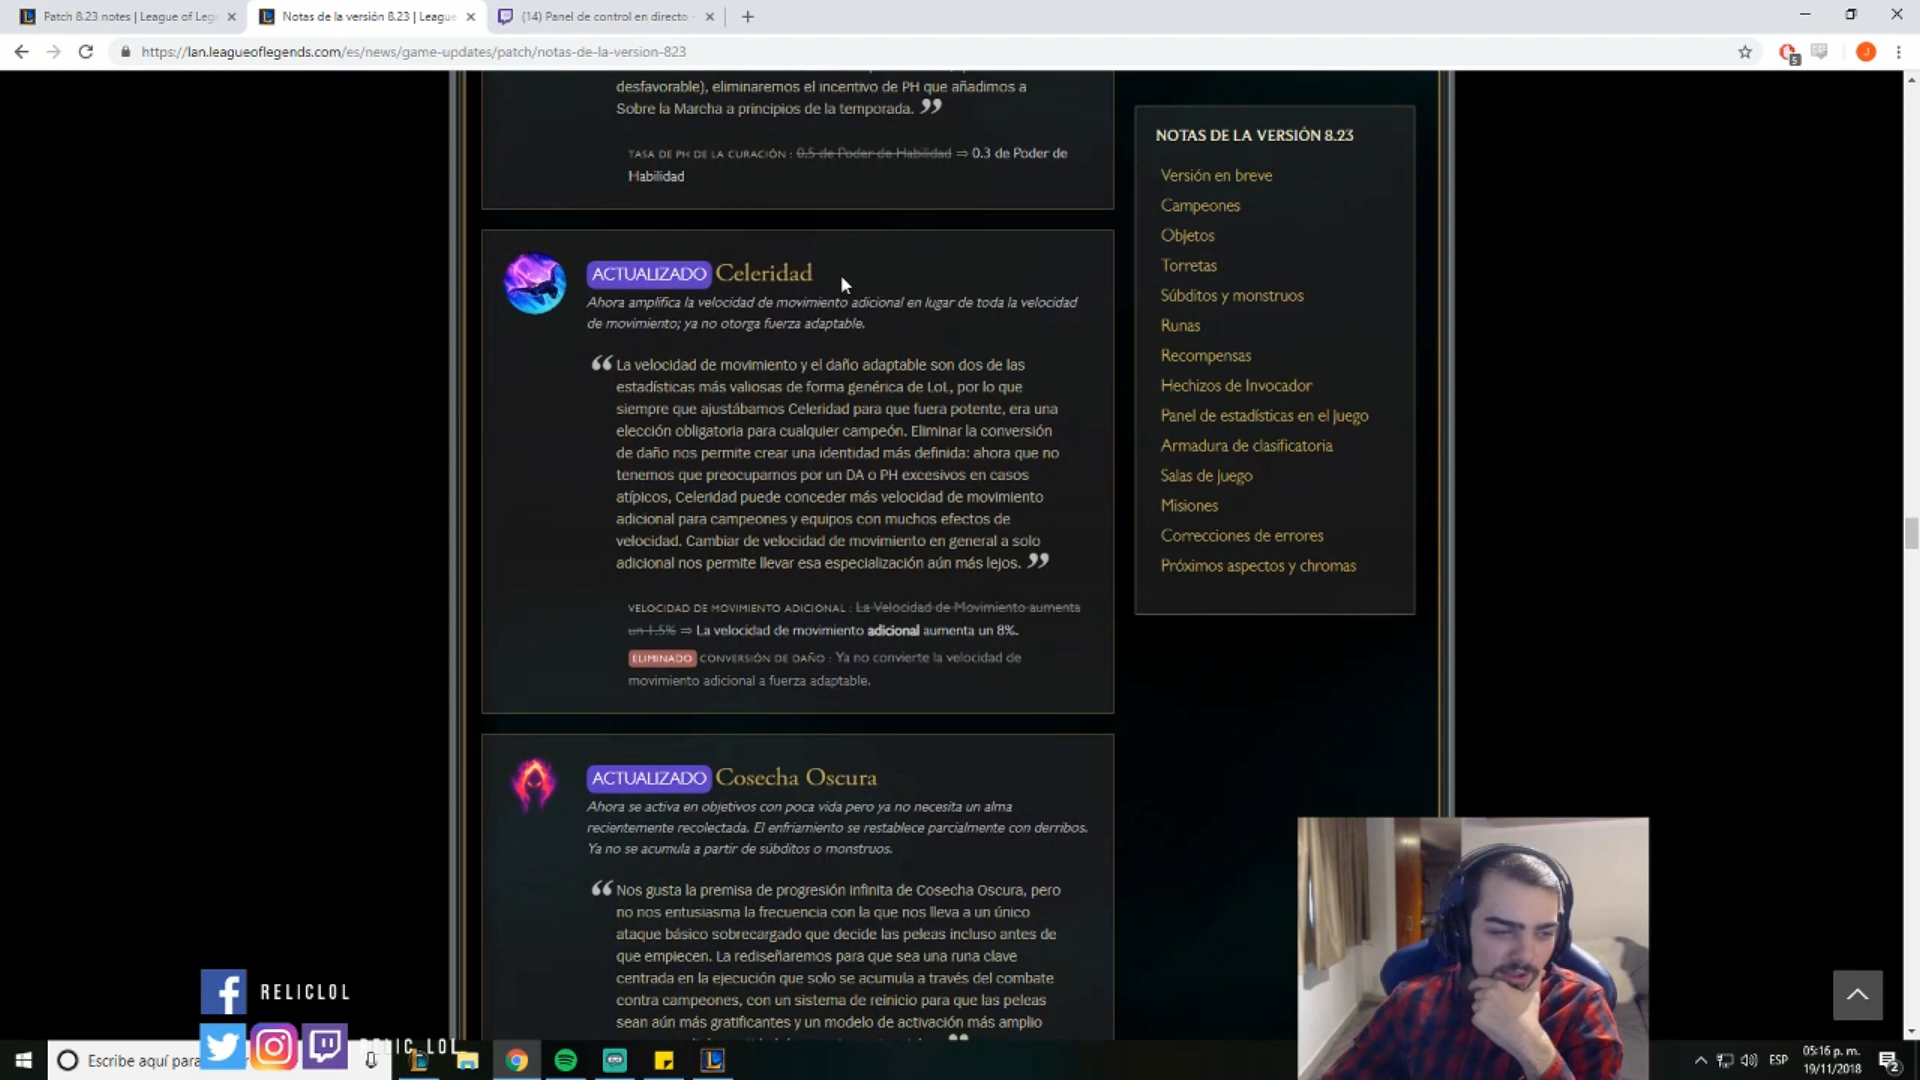 Patch 8.23 notes | League of Leg
Notas de la versión 8.23 | League
(14) Panel de control en directo
https://lan.leagueoflegends.com/es/news/game-updates/patch/notas-de-la-version-823
5
J
desfavorable), eliminaremos el incentivo de PH que añadimos a
Sobre la Marcha a principios de la temporada. ”
TASA DE PH DE LA CURACIÓN : 0.5 de Poder de Habilidad ⇒ 0.3 de Poder de
Habilidad
ACTUALIZADO Celeridad
Ahora amplifica la velocidad de movimiento adicional en lugar de toda la velocidad
de movimiento; ya no otorga fuerza adaptable.
“ La velocidad de movimiento y el daño adaptable son dos de las
estadísticas más valiosas de forma genérica de LoL, por lo que
siempre que ajustábamos Celeridad para que fuera potente, era una
elección obligatoria para cualquier campeón. Eliminar la conversión
de daño nos permite crear una identidad más definida: ahora que no
tenemos que preocuparnos por un DA o PH excesivos en casos
atípicos, Celeridad puede conceder más velocidad de movimiento
adicional para campeones y equipos con muchos efectos de
velocidad. Cambiar de velocidad de movimiento en general a solo
adicional nos permite llevar esa especialización aún más lejos. ”
VELOCIDAD DE MOVIMIENTO ADICIONAL : La Velocidad de Movimiento aumenta
un 1.5% ⇒ La velocidad de movimiento adicional aumenta un 8%.
ELIMINADO CONVERSIÓN DE DAÑO : Ya no convierte la velocidad de
movimiento adicional a fuerza adaptable.
ACTUALIZADO Cosecha Oscura
Ahora se activa en objetivos con poca vida pero ya no necesita un alma
recientemente recolectada. El enfriamiento se restablece parcialmente con derribos.
Ya no se acumula a partir de súbditos o monstruos.
“ Nos gusta la premisa de progresión infinita de Cosecha Oscura, pero
no nos entusiasma la frecuencia con la que nos lleva a un único
ataque básico sobrecargado que decide las peleas incluso antes de
que empiecen. La rediseñaremos para que sea una runa clave
centrada en la ejecución que solo se acumula a través del combate
contra campeones, con un sistema de reinicio para que las peleas
sean aún más gratificantes y un modelo de activación más amplio
NOTAS DE LA VERSIÓN 8.23
Versión en breve
Campeones
Objetos
Torretas
Súbditos y monstruos
Runas
Recompensas
Hechizos de Invocador
Panel de estadísticas en el juego
Armadura de clasificatoria
Salas de juego
Misiones
Correcciones de errores
Próximos aspectos y chromas
RELICLOL
RELIC_LOL
Escribe aquí para
ESP
05:16 p. m.
19/11/2018
2